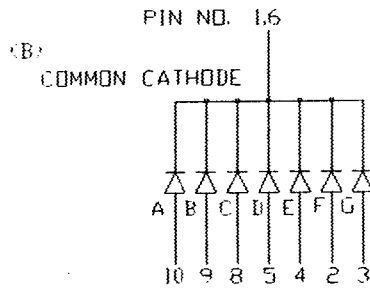 PIN NO. 1,6
(B)
COMMON CATHODE
A B C D E F G
10 9 8 5 4 2 3